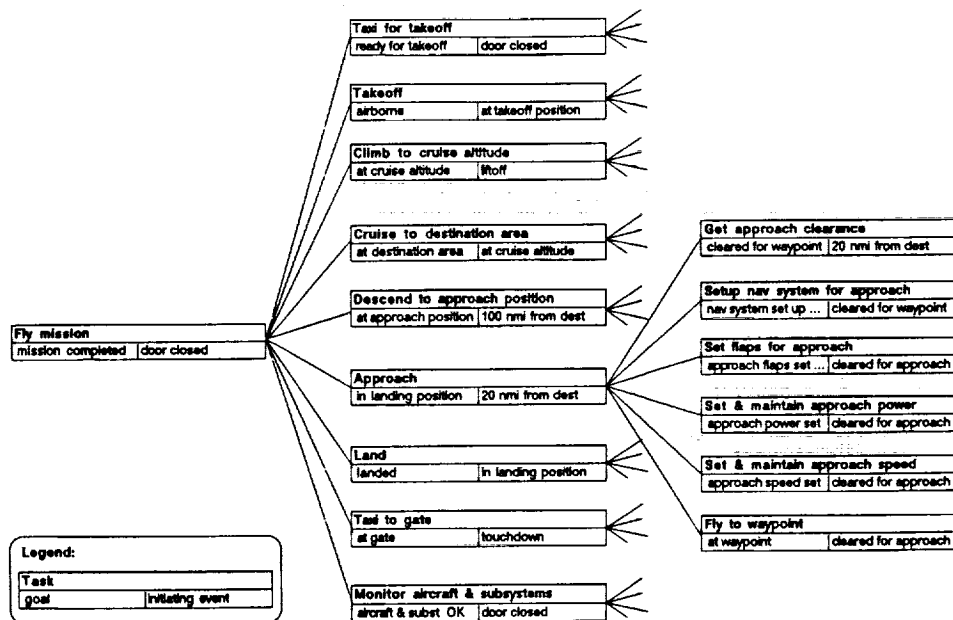 Taxi for takeoff
ready for takeoff door closed
Takeoff
airborne at takeoff position
Climb to cruise altitude
at cruise altitude liftoff
Cruise to destination area
at destination area at cruise altitude
Descend to approach position
at approach position 100 nmi from dest
Fly mission
mission completed door closed
Approach
in landing position 20 nmi from dest
Land
landed in landing position
Taxi to gate
at gate touchdown
Monitor aircraft & subsystems
aircraft & subst OK door closed
Get approach clearance
cleared for waypoint 20 nmi from dest
Setup nav system for approach
nav system set up ... cleared for waypoint
Set flaps for approach
approach flaps set ... cleared for approach
Set & maintain approach power
approach power set cleared for approach
Set & maintain approach speed
approach speed set cleared for approach
Fly to waypoint
at waypoint cleared for approach
Legend:
Task
goal initiating event